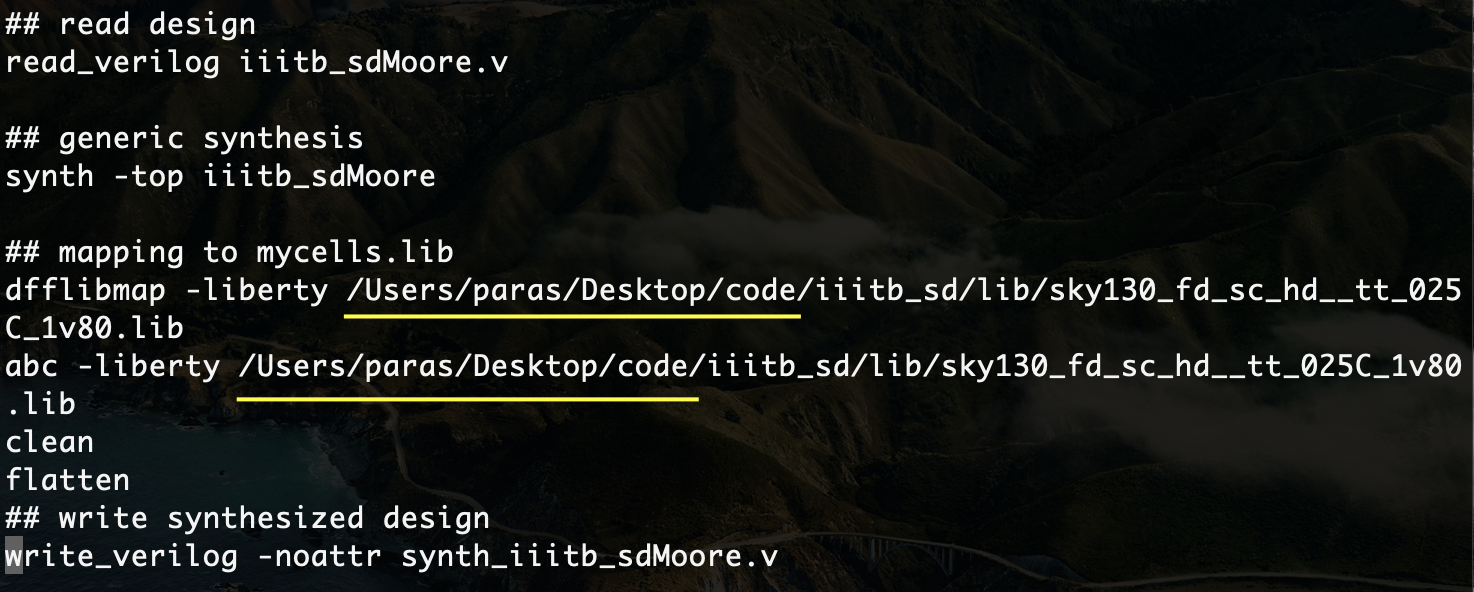 ## read design
read_verilog iiitb_sdMoore.v
## generic synthesis
synth -top iiitb_sdMoore
## mapping to mycells.lib
dfflibmap -liberty /Users/paras/Desktop/code/iiitb_sd/lib/sky130_fd_sc_hd__tt_025
C_1v80.lib
abc -liberty /Users/paras/Desktop/code/iiitb_sd/lib/sky130_fd_sc_hd__tt_025C_1v80
.lib
clean
flatten
## write synthesized design
write_verilog -noattr synth_iiitb_sdMoore.v